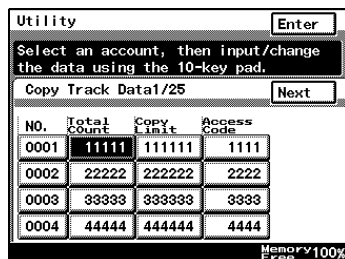 Utility Enter
Select an account, then input/change
the data using the 10-key pad.
Copy Track Data1/25 Next
NO. Total Count Copy Limit Access Code
0001 11111 111111 1111
0002 22222 222222 2222
0003 33333 333333 3333
0004 44444 444444 4444
Memory Free 100%